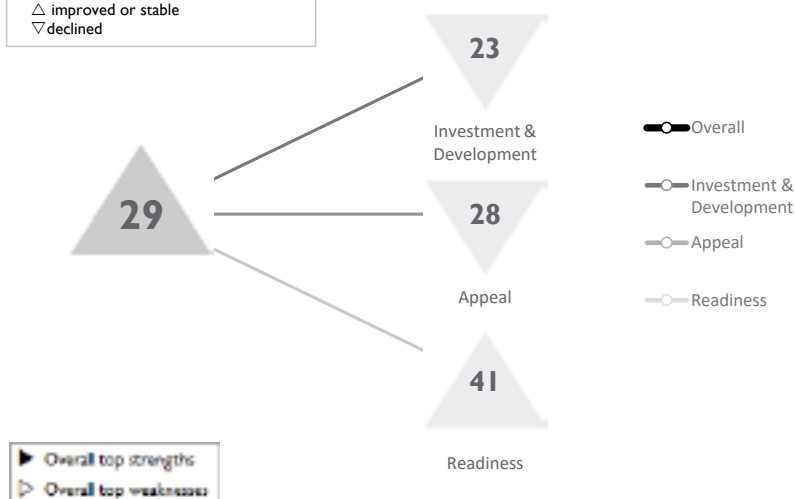 △ improved or stable
▽ declined
23
Investment &
Development
29
28
Appeal
41
Readiness
Overall
Investment &
Development
Appeal
Readiness
▶ Overall top strengths
▷ Overall top weaknesses